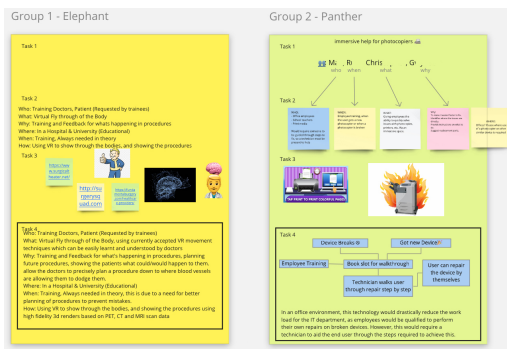 Group 1 - Elephant
Task 1
Task 2
Who: Training Doctors, Patient (Requested by trainees)
What: Virtual Fly through of the Body
Why: Training and Feedback for whats happening in procedures
Where: In a Hospital & University (Educational)
When: Training, Always needed in theory
How: Using VR to show through the bodies, and showing the procedures
Task 3
http://su
rgerysq
uad.com
Task 4
Who: Training Doctors, Patient (Requested by trainees)
What: Virtual Fly through of the Body, using currently accepted VR movement
techniques which can be easily learnt and understood by doctors
Why: Training and Feedback for what's happening in procedures, planning
future procedures, showing the patients what could/would happen to them.
allow the doctors to precisely plan a procedure down to where blood vessels
are allowing them to dodge them.
Where: In a Hospital & University (Educational)
When: Training, Always needed in theory, this is due to a need for better
planning of procedures to prevent mistakes.
How: Using VR to show through the bodies, and showing the procedures using
high fidelity 3d renders based on PET, CT and MRI scan data
Group 2 - Panther
immersive help for photocopiers
Task 1
Chris
who when what why
Task 2
Task 3
TAP PRINT TO PRINT COLORFUL PAGE!
Task 4
Device Breaks
Got new Device
Employee Training
Book slot for walkthrough
User can repair
the device by
themselves
Technician walks user
through repair step by step
In an office environment, this technology would drastically reduce the work
load for the IT department, as employees would be qualified to perform
their own repairs on broken devices. However, this would require a
technician to aid the end user through the steps required to achieve this.